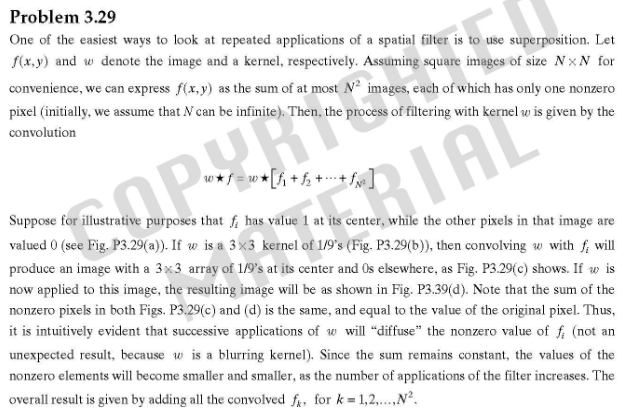 Problem 3.29
One of the easiest ways to look at repeated applications of a spatial filter is to use superposition. Let
f(x,y) and w denote the image and a kernel, respectively. Assuming square images of size N×N for
convenience, we can express f(x,y) as the sum of at most N² images, each of which has only one nonzero
pixel (initially, we assume that N can be infinite). Then, the process of filtering with kernel w is given by the
convolution
w★f = w★[f₁ + f₂ + ⋯ + f_N²]
Suppose for illustrative purposes that fᵢ has value 1 at its center, while the other pixels in that image are
valued 0 (see Fig. P3.29(a)). If w is a 3×3 kernel of 1/9's (Fig. P3.29(b)), then convolving w with fᵢ will
produce an image with a 3×3 array of 1/9's at its center and 0s elsewhere, as Fig. P3.29(c) shows. If w is
now applied to this image, the resulting image will be as shown in Fig. P3.39(d). Note that the sum of the
nonzero pixels in both Figs. P3.29(c) and (d) is the same, and equal to the value of the original pixel. Thus,
it is intuitively evident that successive applications of w will "diffuse" the nonzero value of fᵢ (not an
unexpected result, because w is a blurring kernel). Since the sum remains constant, the values of the
nonzero elements will become smaller and smaller, as the number of applications of the filter increases. The
overall result is given by adding all the convolved fₖ, for k = 1,2,...,N².
COPYRIGHTED
MATERIAL